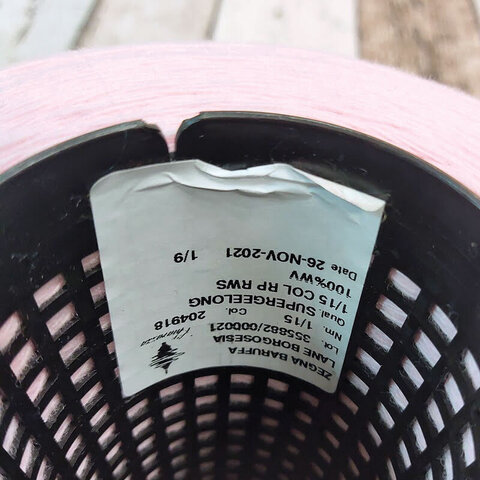 ZEGNA BARUFFA
LANE BORGOSESIA
Lot. 355882/000021
Nm. 1/15 Col. 204918
Qual SUPERGEELONG
1/15 COL RP RWS
100%WV
Date 26-NOV-2021 1/9